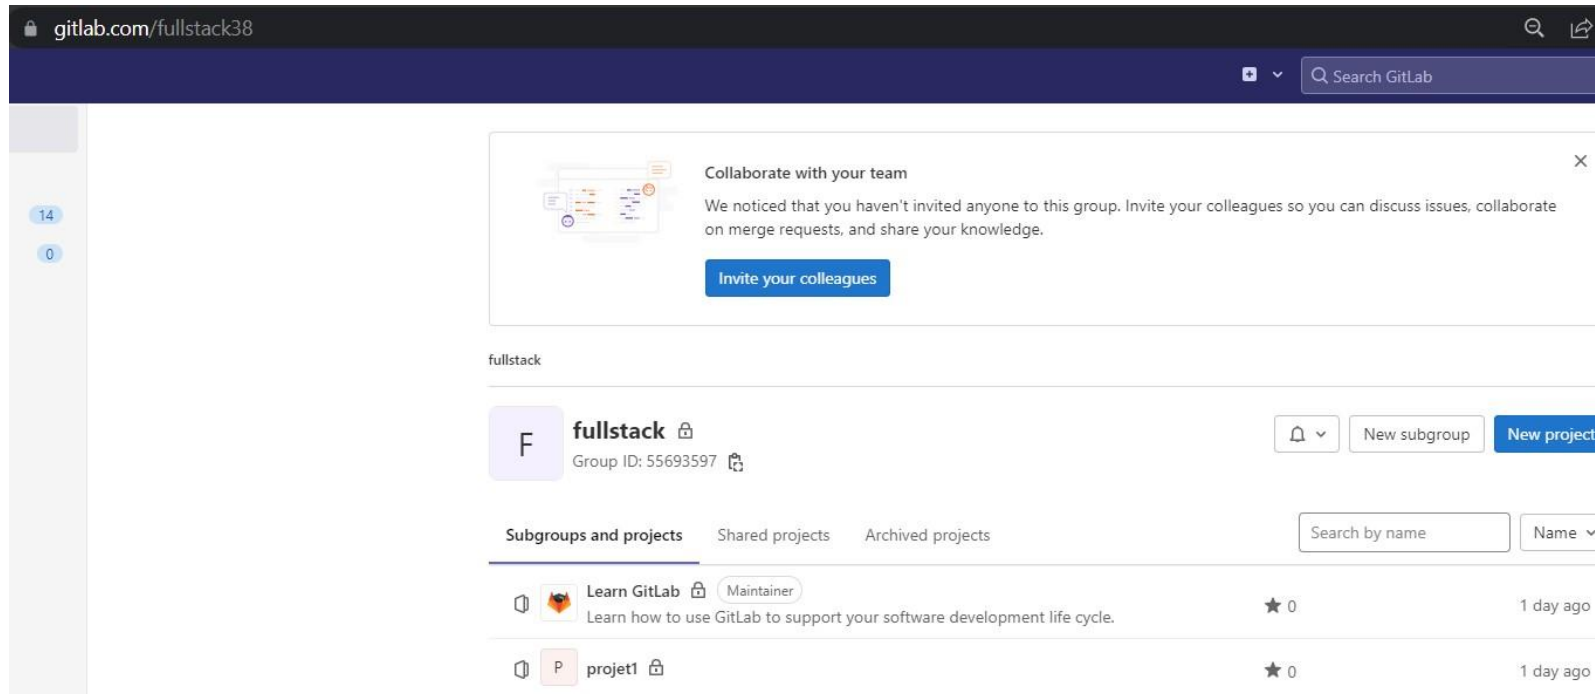 gitlab.com/fullstack38
Search GitLab
14
0
Collaborate with your team
We noticed that you haven't invited anyone to this group. Invite your colleagues so you can discuss issues, collaborate
on merge requests, and share your knowledge.
Invite your colleagues
fullstack
F
fullstack
Group ID: 55693597
New subgroup
New project
Subgroups and projects
Shared projects
Archived projects
Search by name
Name
Learn GitLab Maintainer
Learn how to use GitLab to support your software development life cycle.
0
1 day ago
P projet1
0
1 day ago